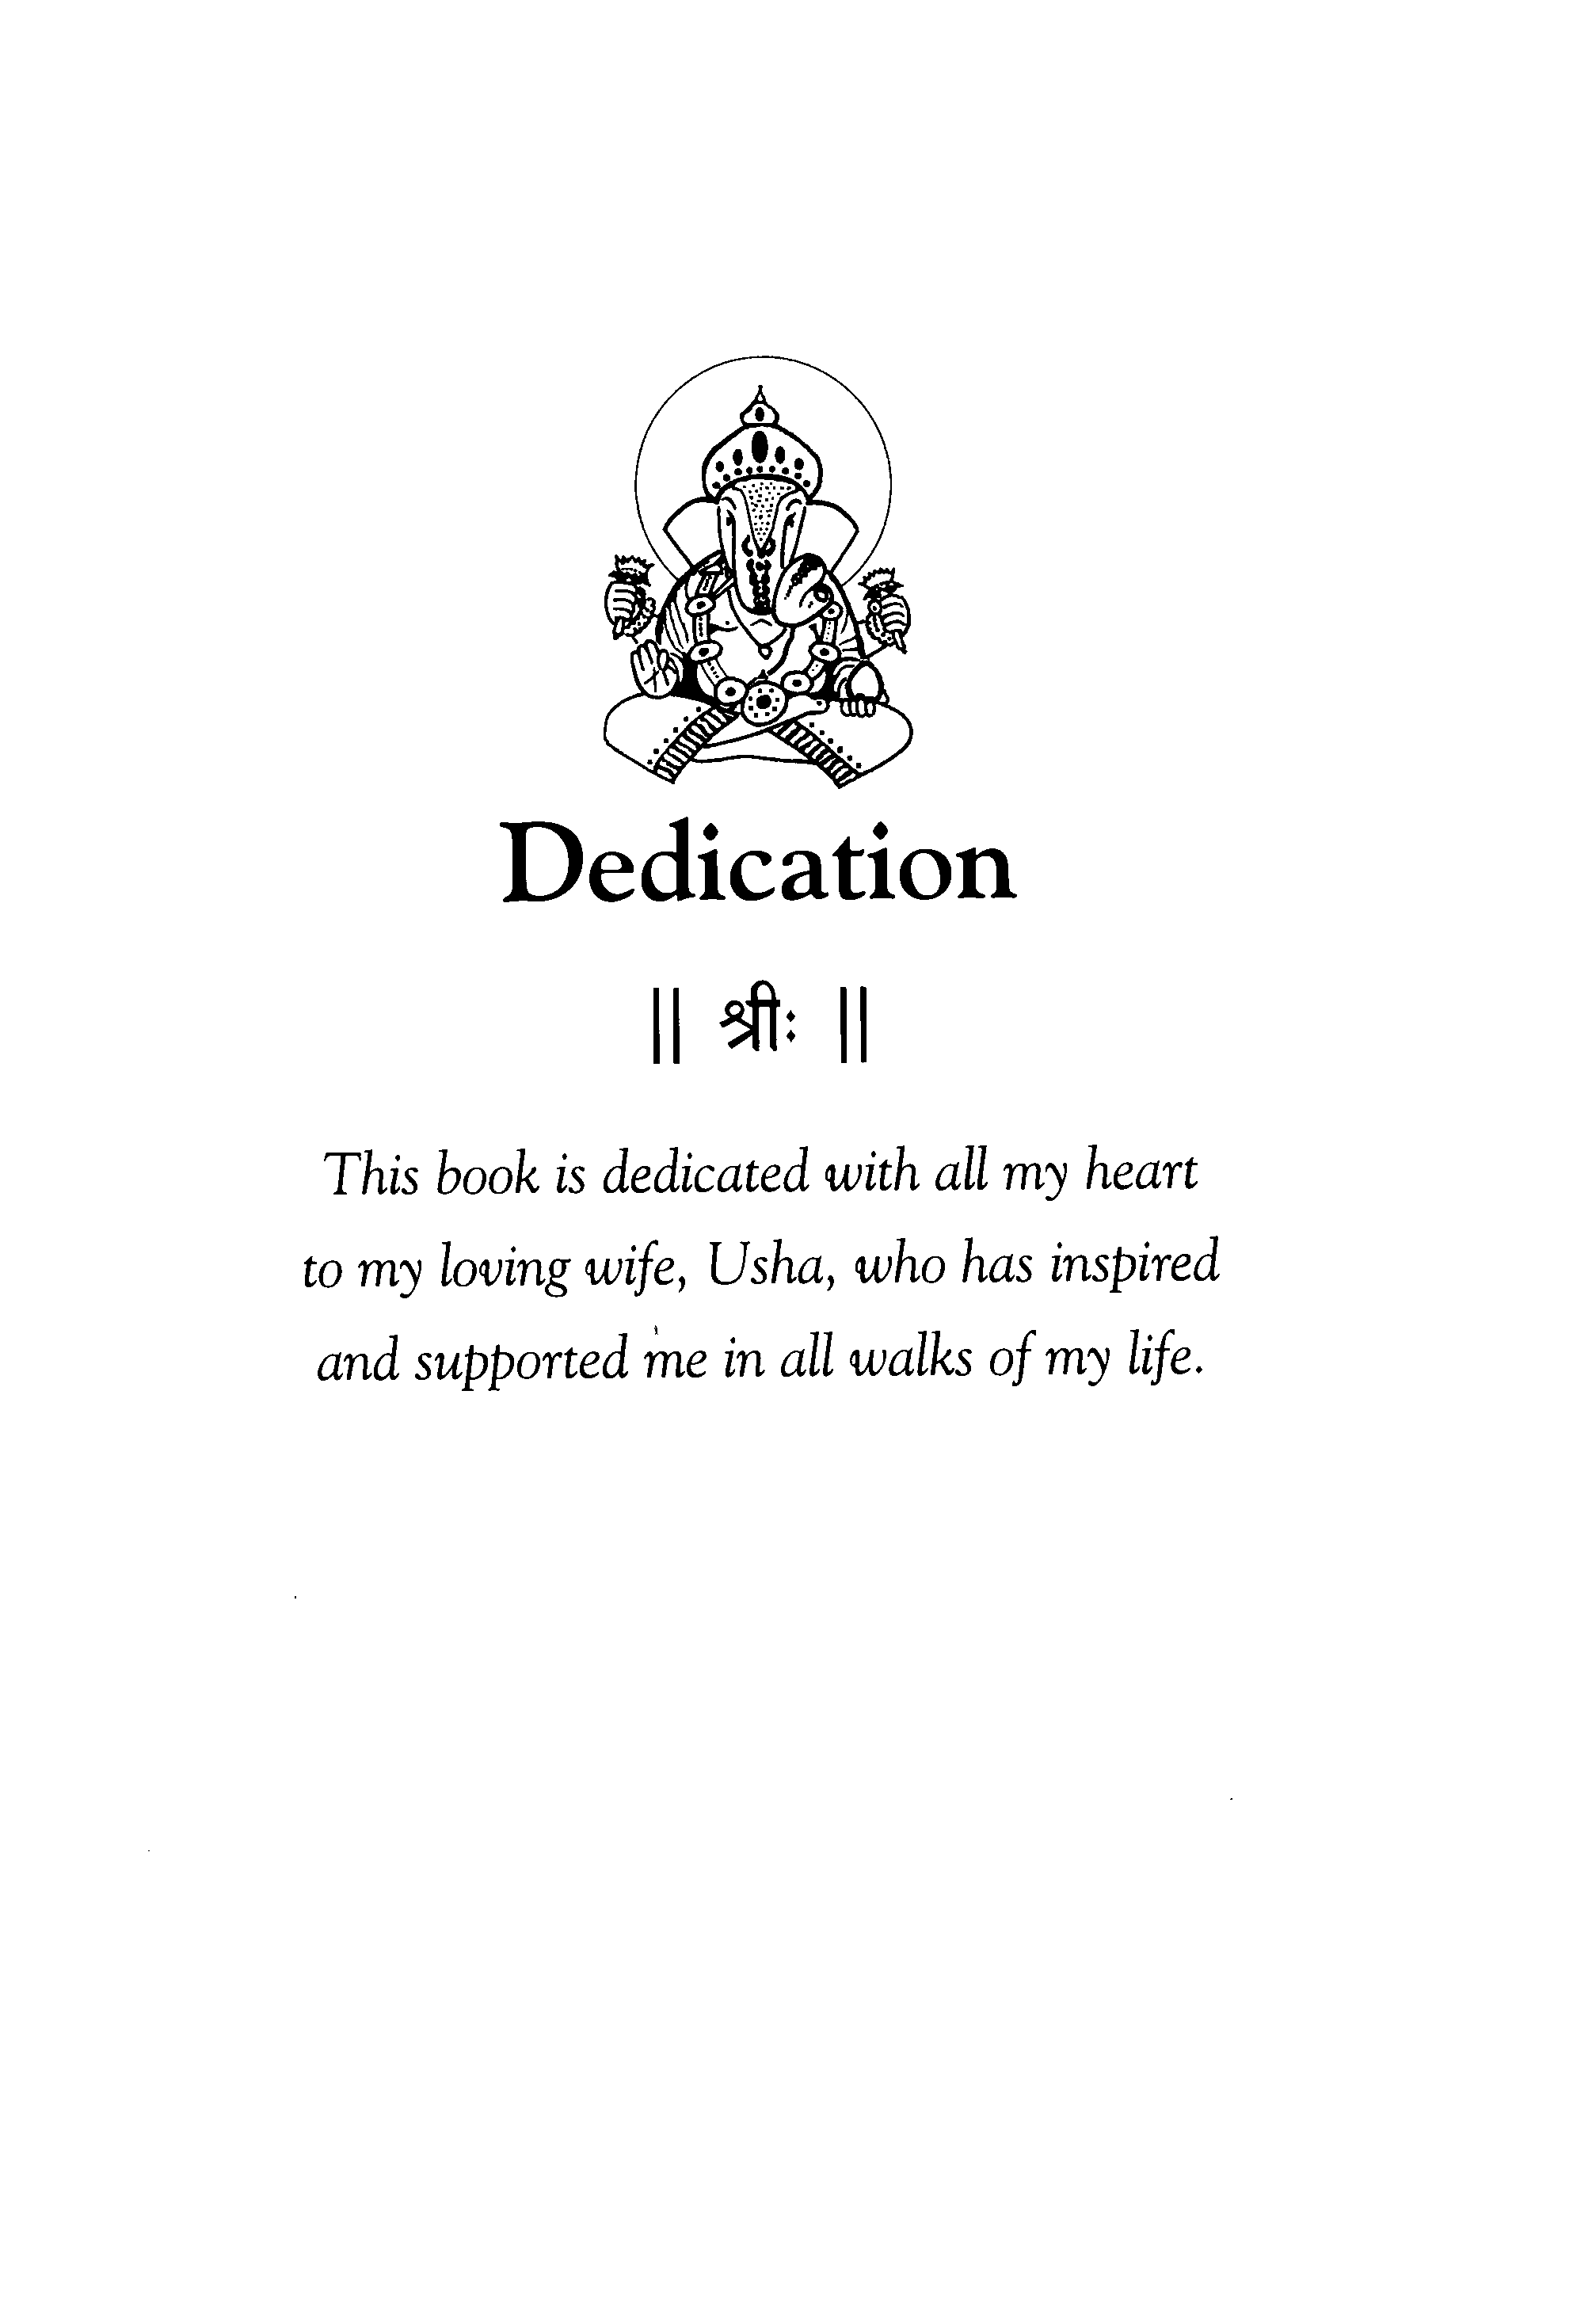 Dedication
|| श्रीः ||
This book is dedicated with all my heart
to my loving wife, Usha, who has inspired
and supported me in all walks of my life.